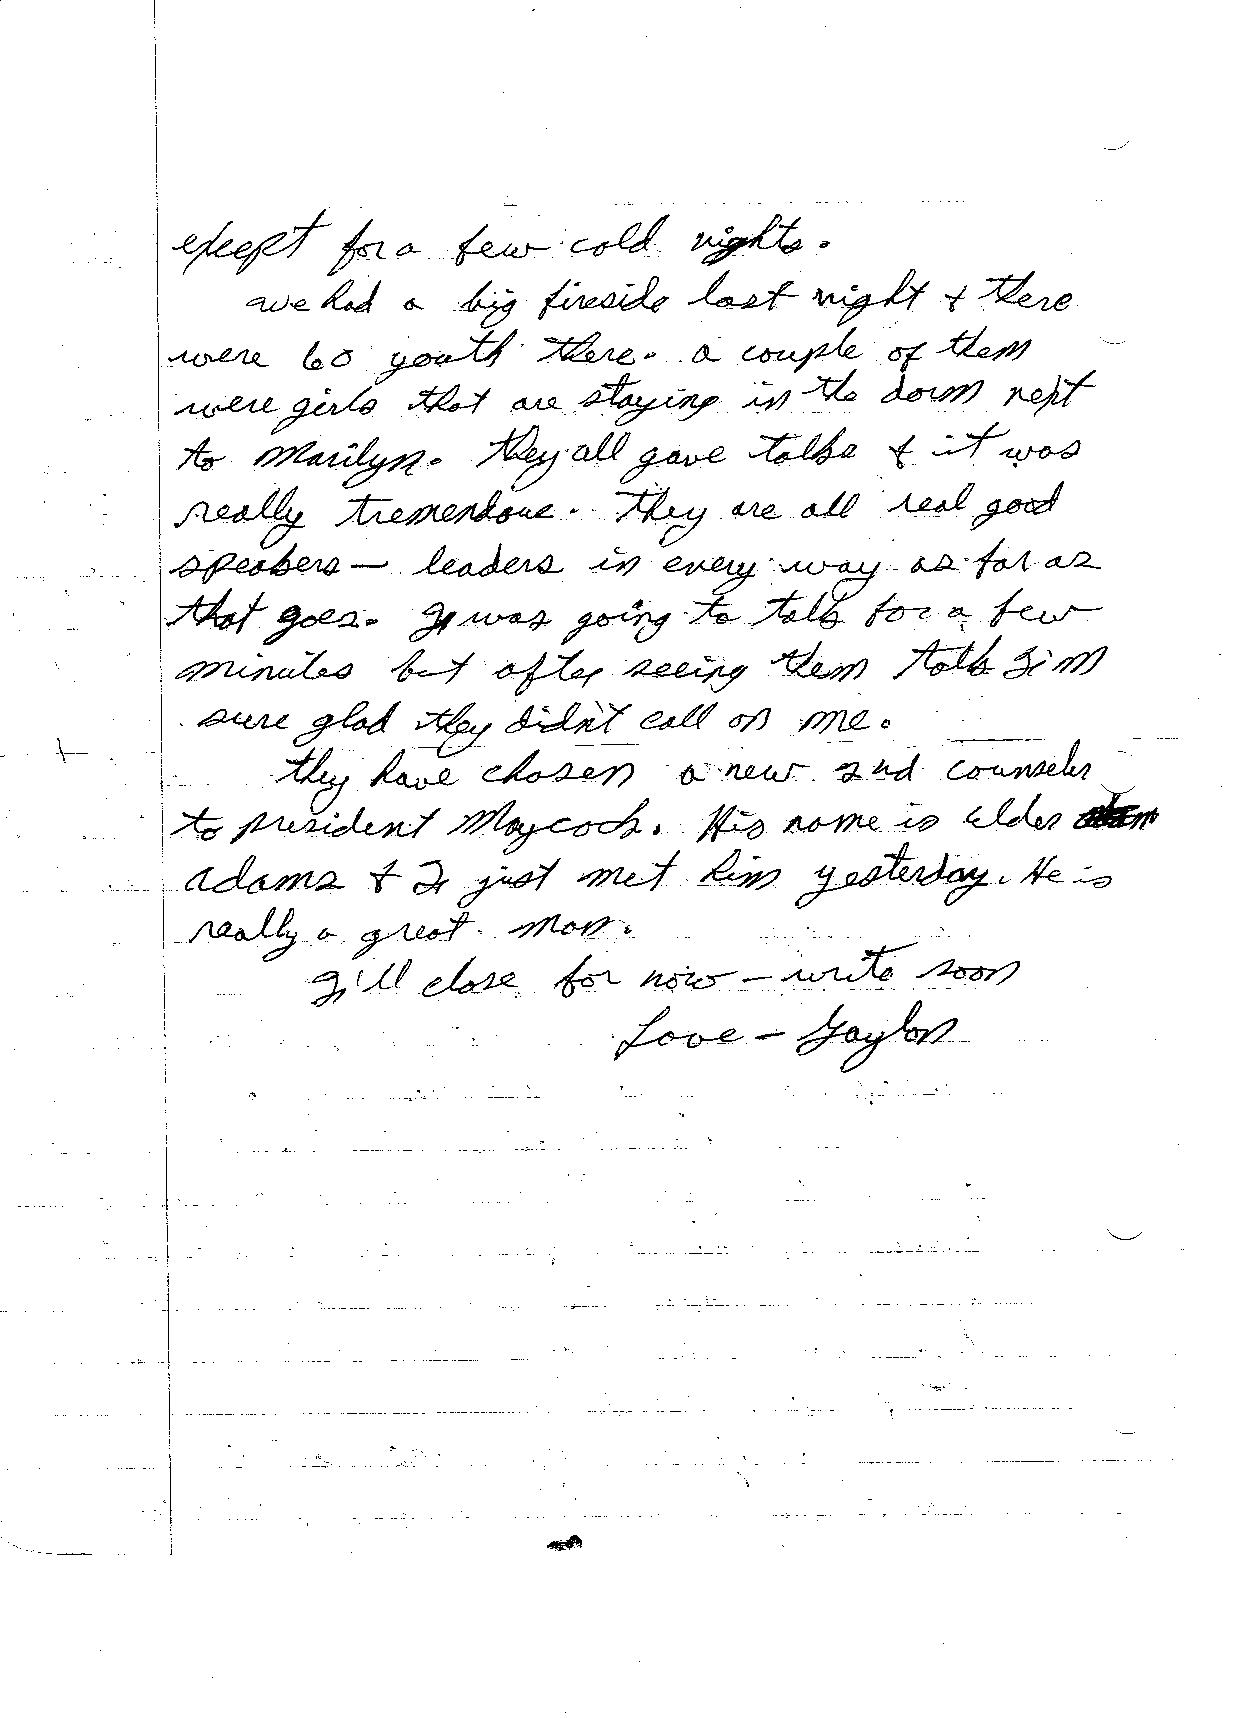 except for a few cold nights.
we had a big fireside last night + there
were 60 youth there. a couple of them
were girls that are staying in the dorm next
to Marilyn. they all gave talks + it was
really tremendous. They are all real good
speakers — leaders in every way as far as
that goes. I was going to talk for a few
minutes but after seeing them talk I'm
sure glad they didn't call on me.
they have chosen a new 2nd counseler
to president Maycock. His name is Elder
Adams + I just met him yesterday. He is
really a great man.
I'll close for now — write soon
Love — Gaylon